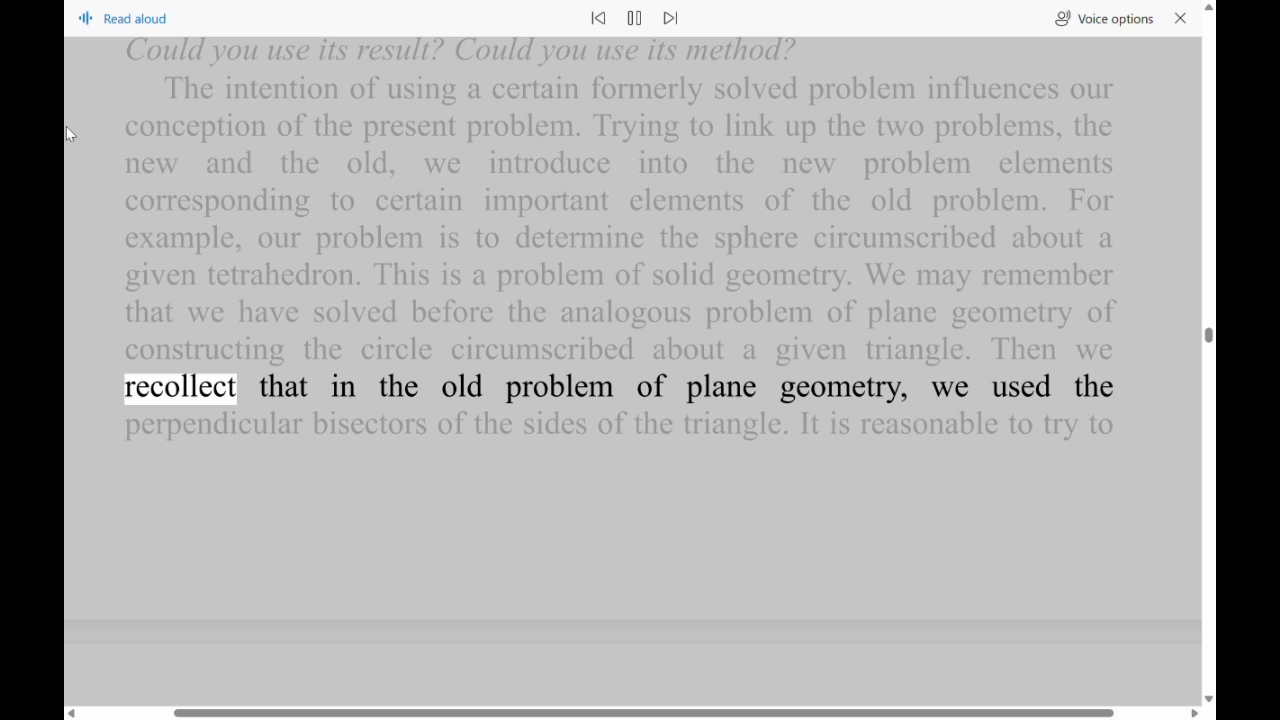 Read aloud
Voice options
Could you use its result? Could you use its method?
The intention of using a certain formerly solved problem influences our
conception of the present problem. Trying to link up the two problems, the
new and the old, we introduce into the new problem elements
corresponding to certain important elements of the old problem. For
example, our problem is to determine the sphere circumscribed about a
given tetrahedron. This is a problem of solid geometry. We may remember
that we have solved before the analogous problem of plane geometry of
constructing the circle circumscribed about a given triangle. Then we
recollect that in the old problem of plane geometry, we used the
perpendicular bisectors of the sides of the triangle. It is reasonable to try to